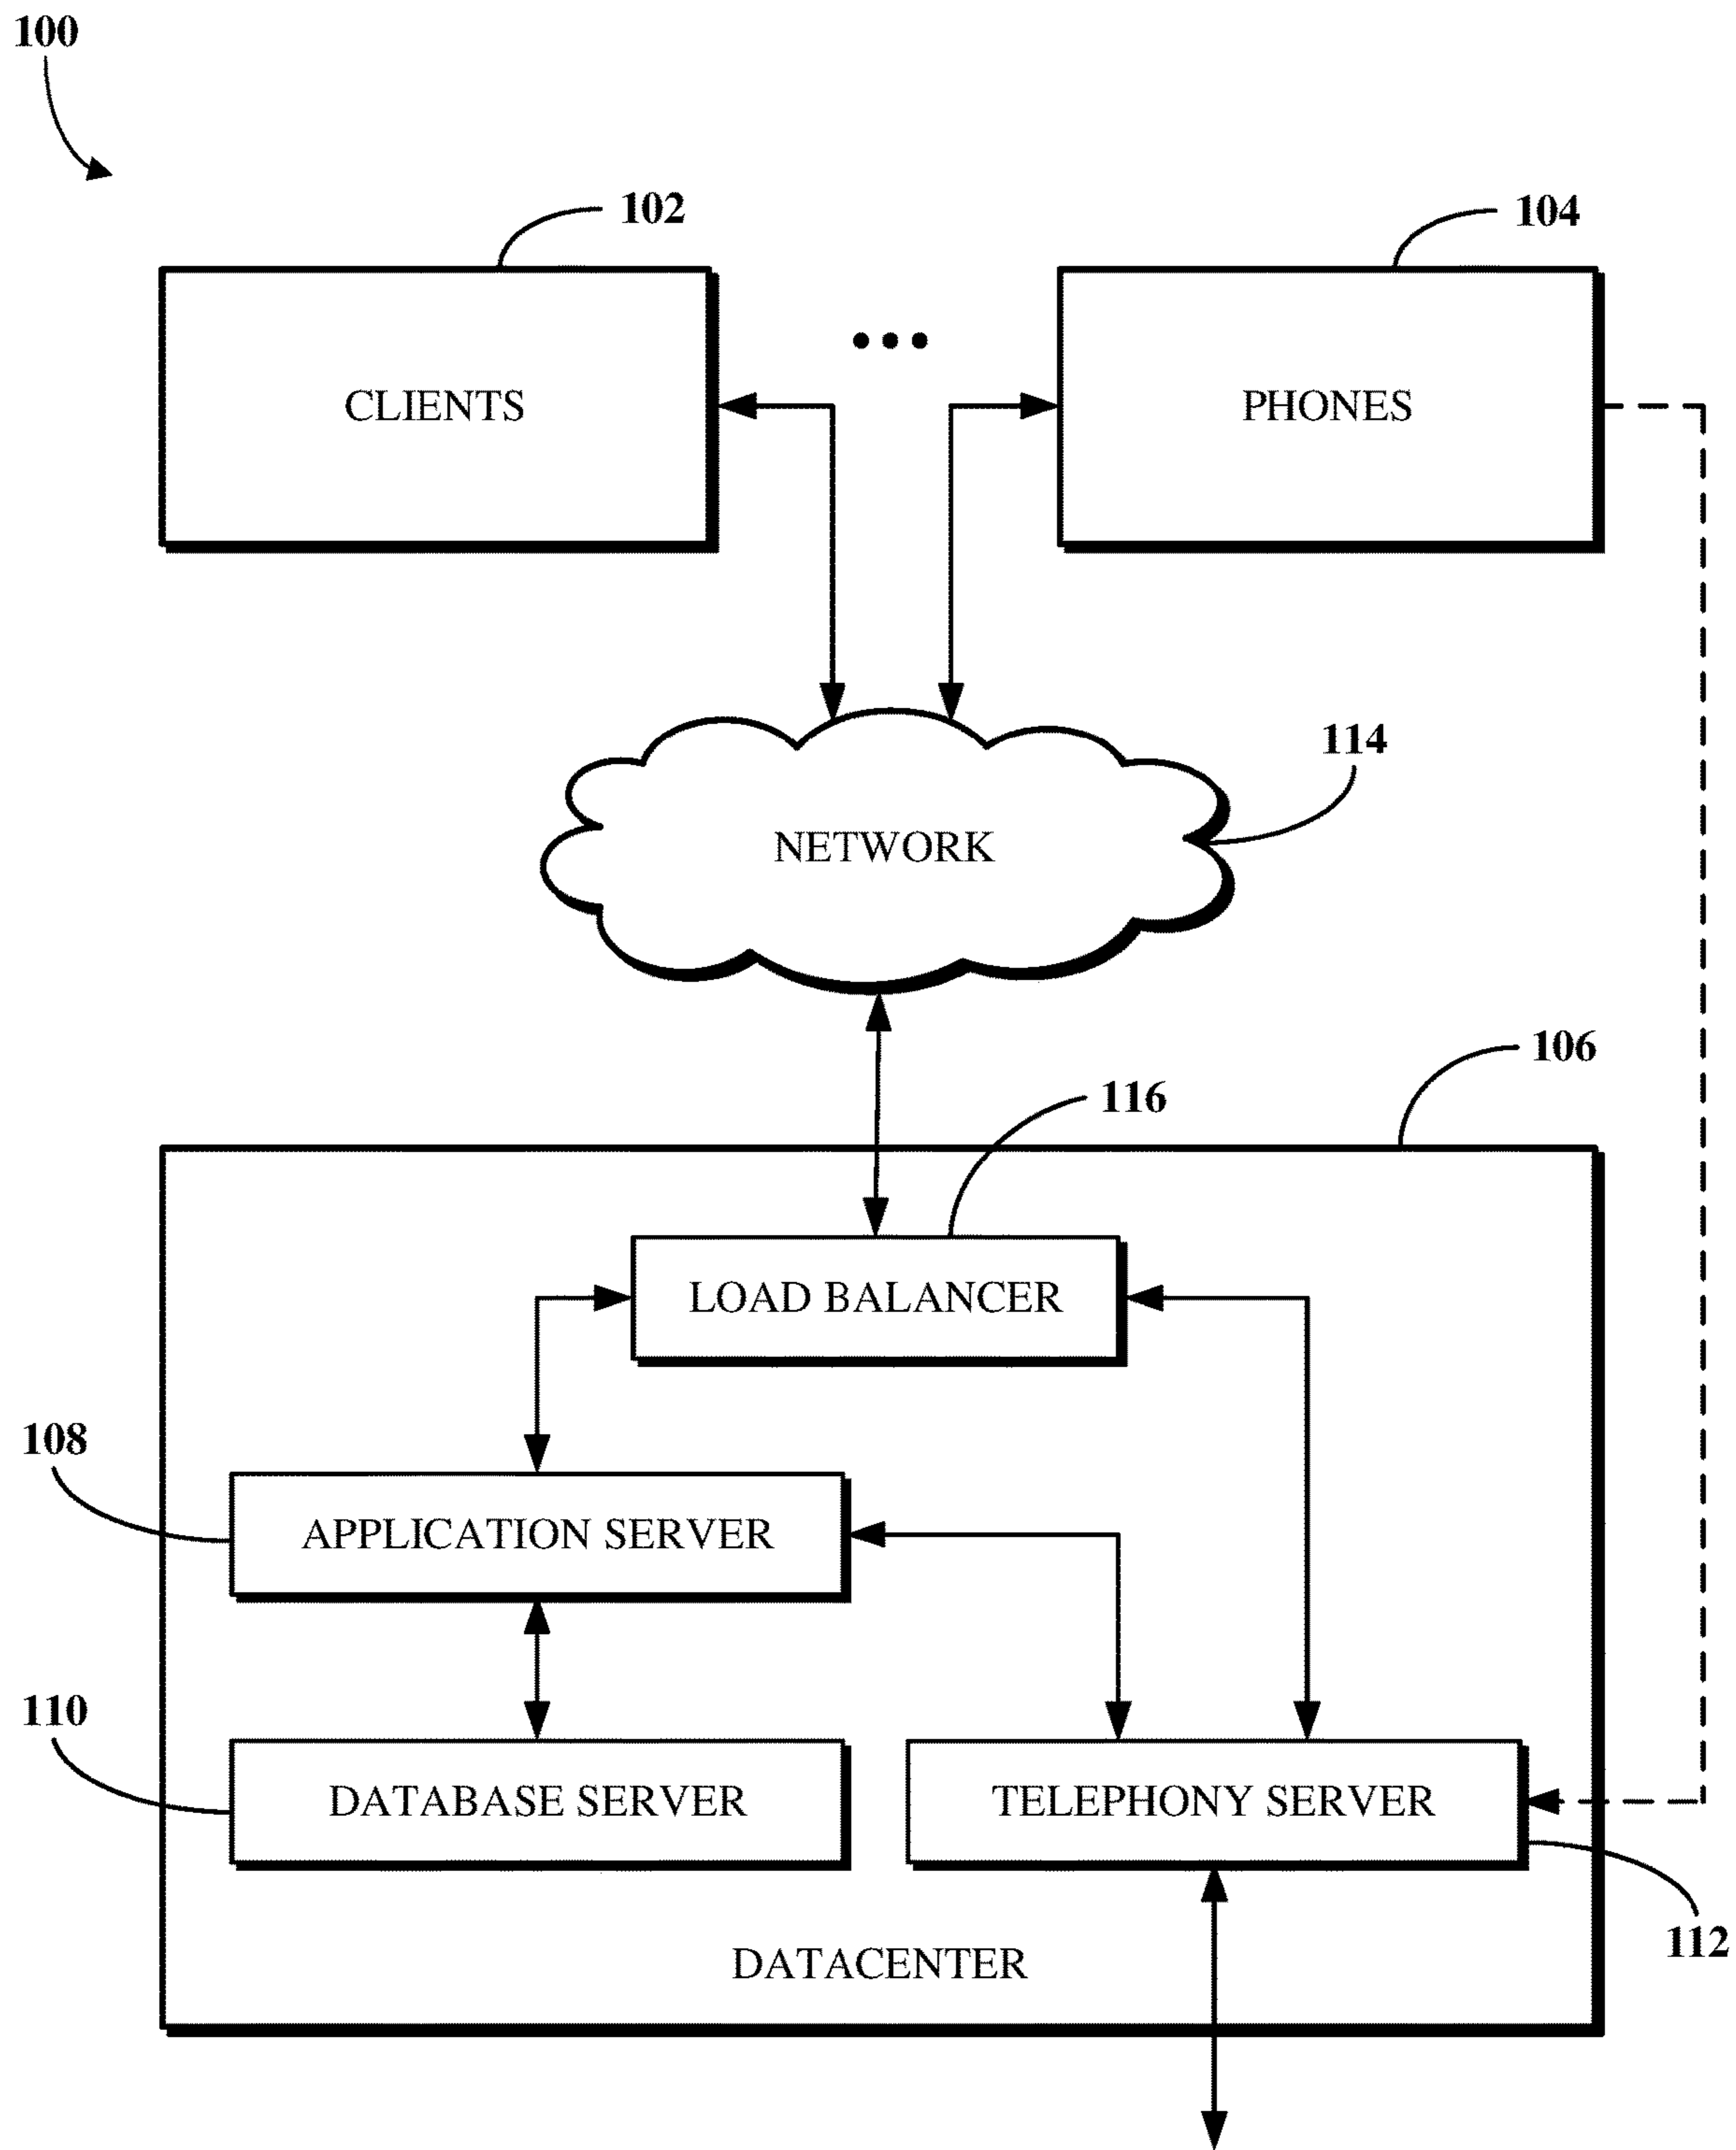 100
102
104
CLIENTS
PHONES
114
NETWORK
106
116
LOAD BALANCER
108
APPLICATION SERVER
110
DATABASE SERVER
TELEPHONY SERVER
112
DATACENTER